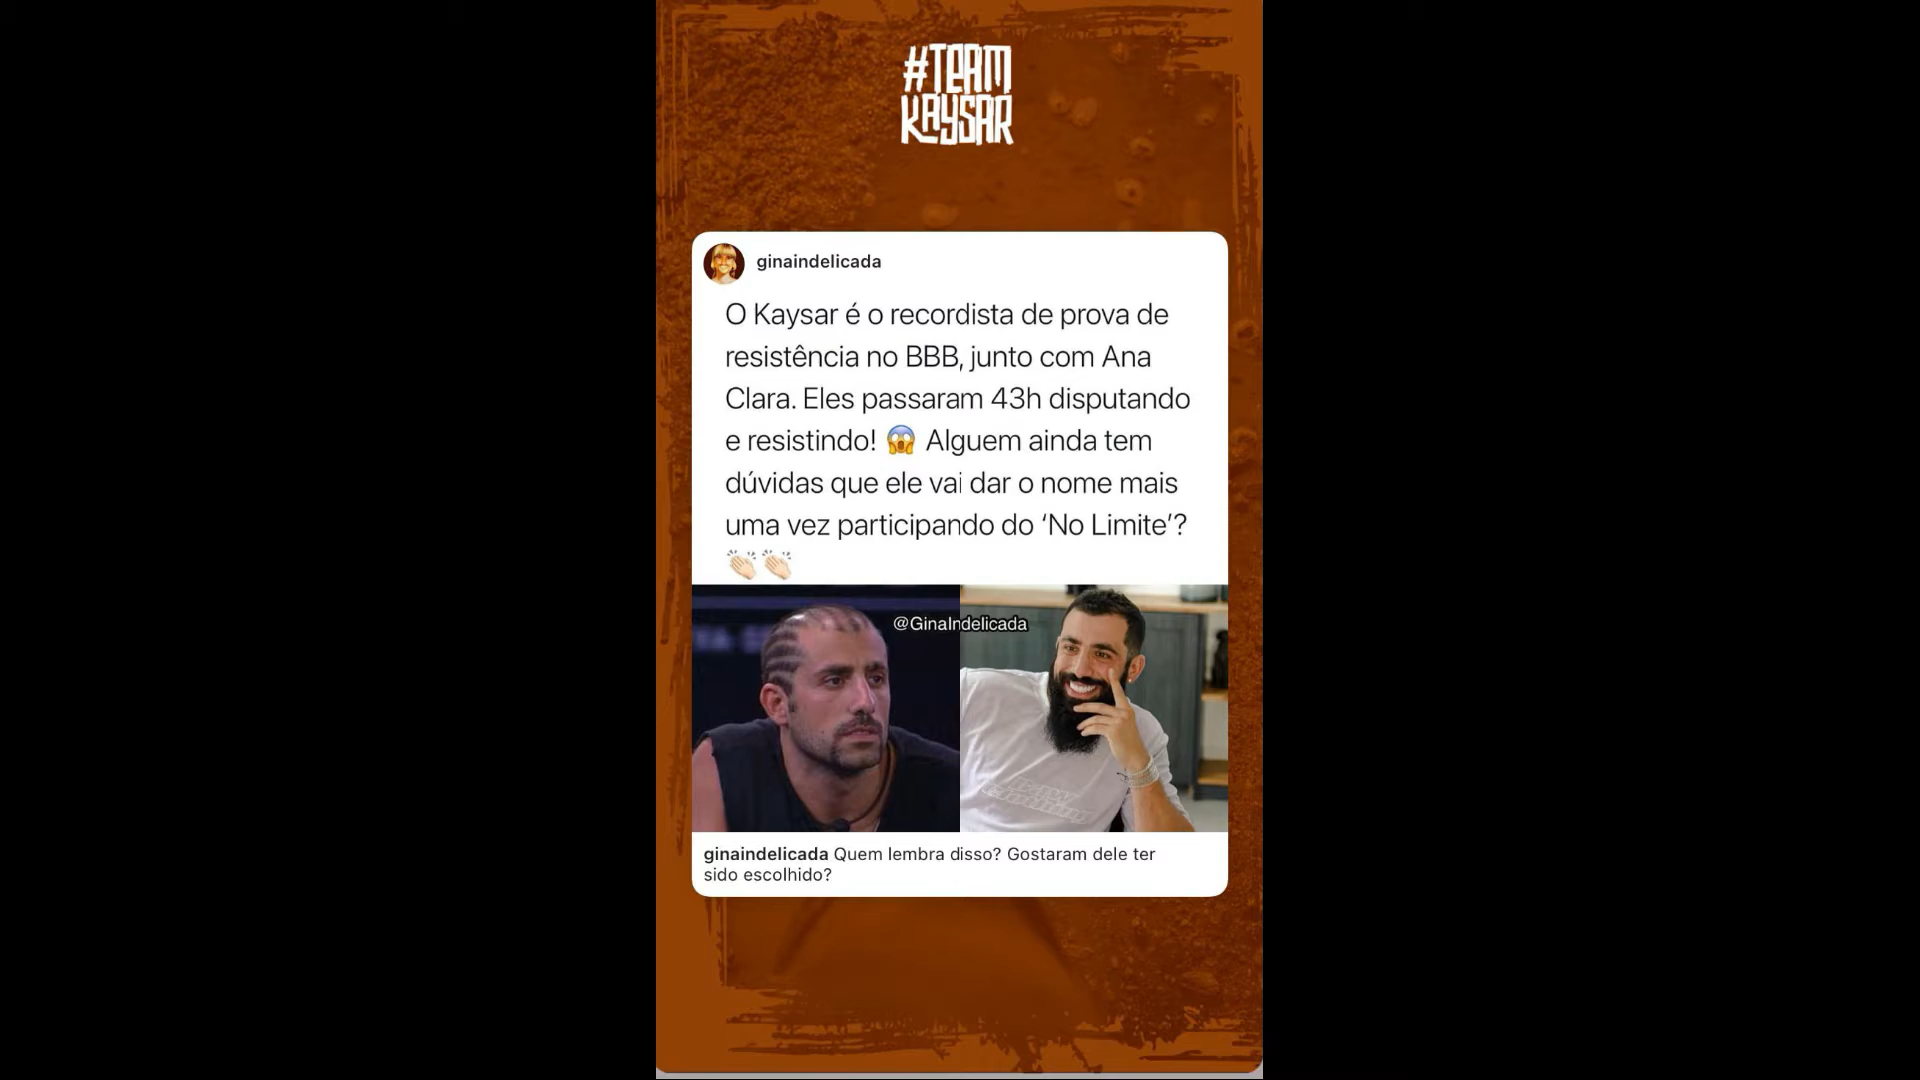 #TEAM
KAYSAR
ginaindelicada
O Kaysar é o recordista de prova de
resistência no BBB, junto com Ana
Clara. Eles passaram 43h disputando
e resistindo! 😱 Alguem ainda tem
dúvidas que ele vai dar o nome mais
uma vez participando do ‘No Limite’?
👏🏻👏🏻
@GinaIndelicada
ginaindelicada Quem lembra disso? Gostaram dele ter
sido escolhido?